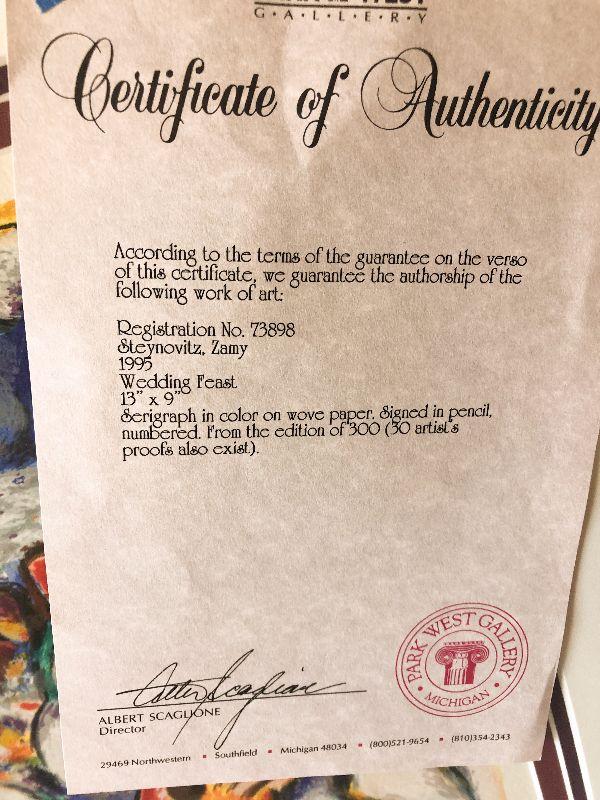 G·A·L·L·E·R·Y
Certificate of Authenticity
According to the terms of the guarantee on the verso
of this certificate, we guarantee the authorship of the
following work of art:
Registration No. 73898
Steynovitz, Zamy
1995
Wedding Feast
13" x 9"
Serigraph in color on wove paper. Signed in pencil,
numbered. From the edition of 300 (30 artist's
proofs also exist).
ALBERT SCAGLIONE
Director
PARK WEST GALLERY
• MICHIGAN •
29469 Northwestern • Southfield • Michigan 48034 • (800)521-9654 • (810)354-2343